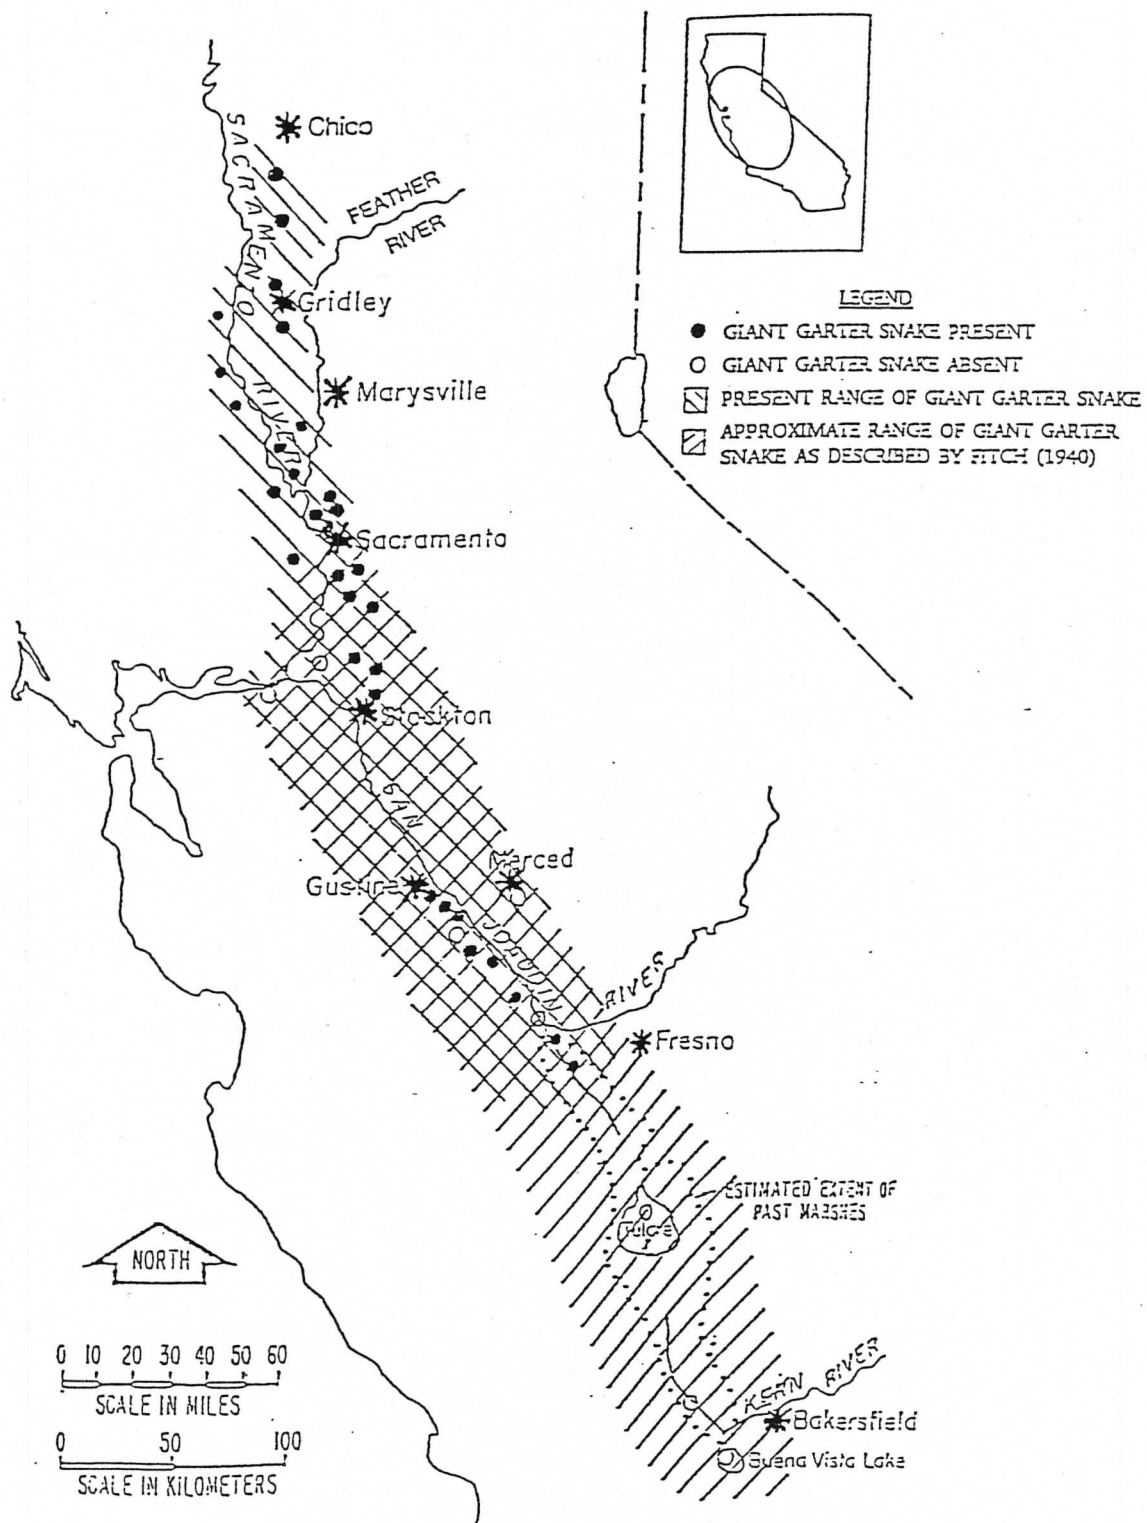 Chico
SACRAMENTO
FEATHER
RIVER
Gridley
Marysville
RIVER
Sacramento
LEGEND
GIANT GARTER SNAKE PRESENT
GIANT GARTER SNAKE ABSENT
PRESENT RANGE OF GIANT GARTER SNAKE
APPROXIMATE RANGE OF GIANT GARTER
SNAKE AS DESCRIBED BY FITCH (1940)
Stockton
SAN
Merced
Gustine
JOAQUIN
RIVER
Fresno
ESTIMATED EXTENT OF
PAST MARSHES
Tulare
NORTH
0 10 20 30 40 50 60
SCALE IN MILES
0 50 100
SCALE IN KILOMETERS
KERN RIVER
Bakersfield
Buena Vista Lake